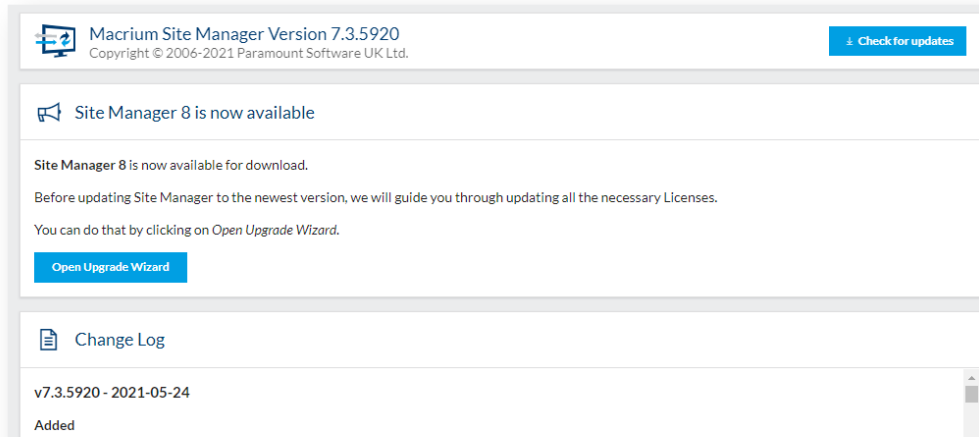 Macrium Site Manager Version 7.3.5920
Copyright © 2006-2021 Paramount Software UK Ltd.
Check for updates
Site Manager 8 is now available
Site Manager 8 is now available for download.
Before updating Site Manager to the newest version, we will guide you through updating all the necessary Licenses.
You can do that by clicking on Open Upgrade Wizard.
Open Upgrade Wizard
Change Log
v7.3.5920 - 2021-05-24
Added